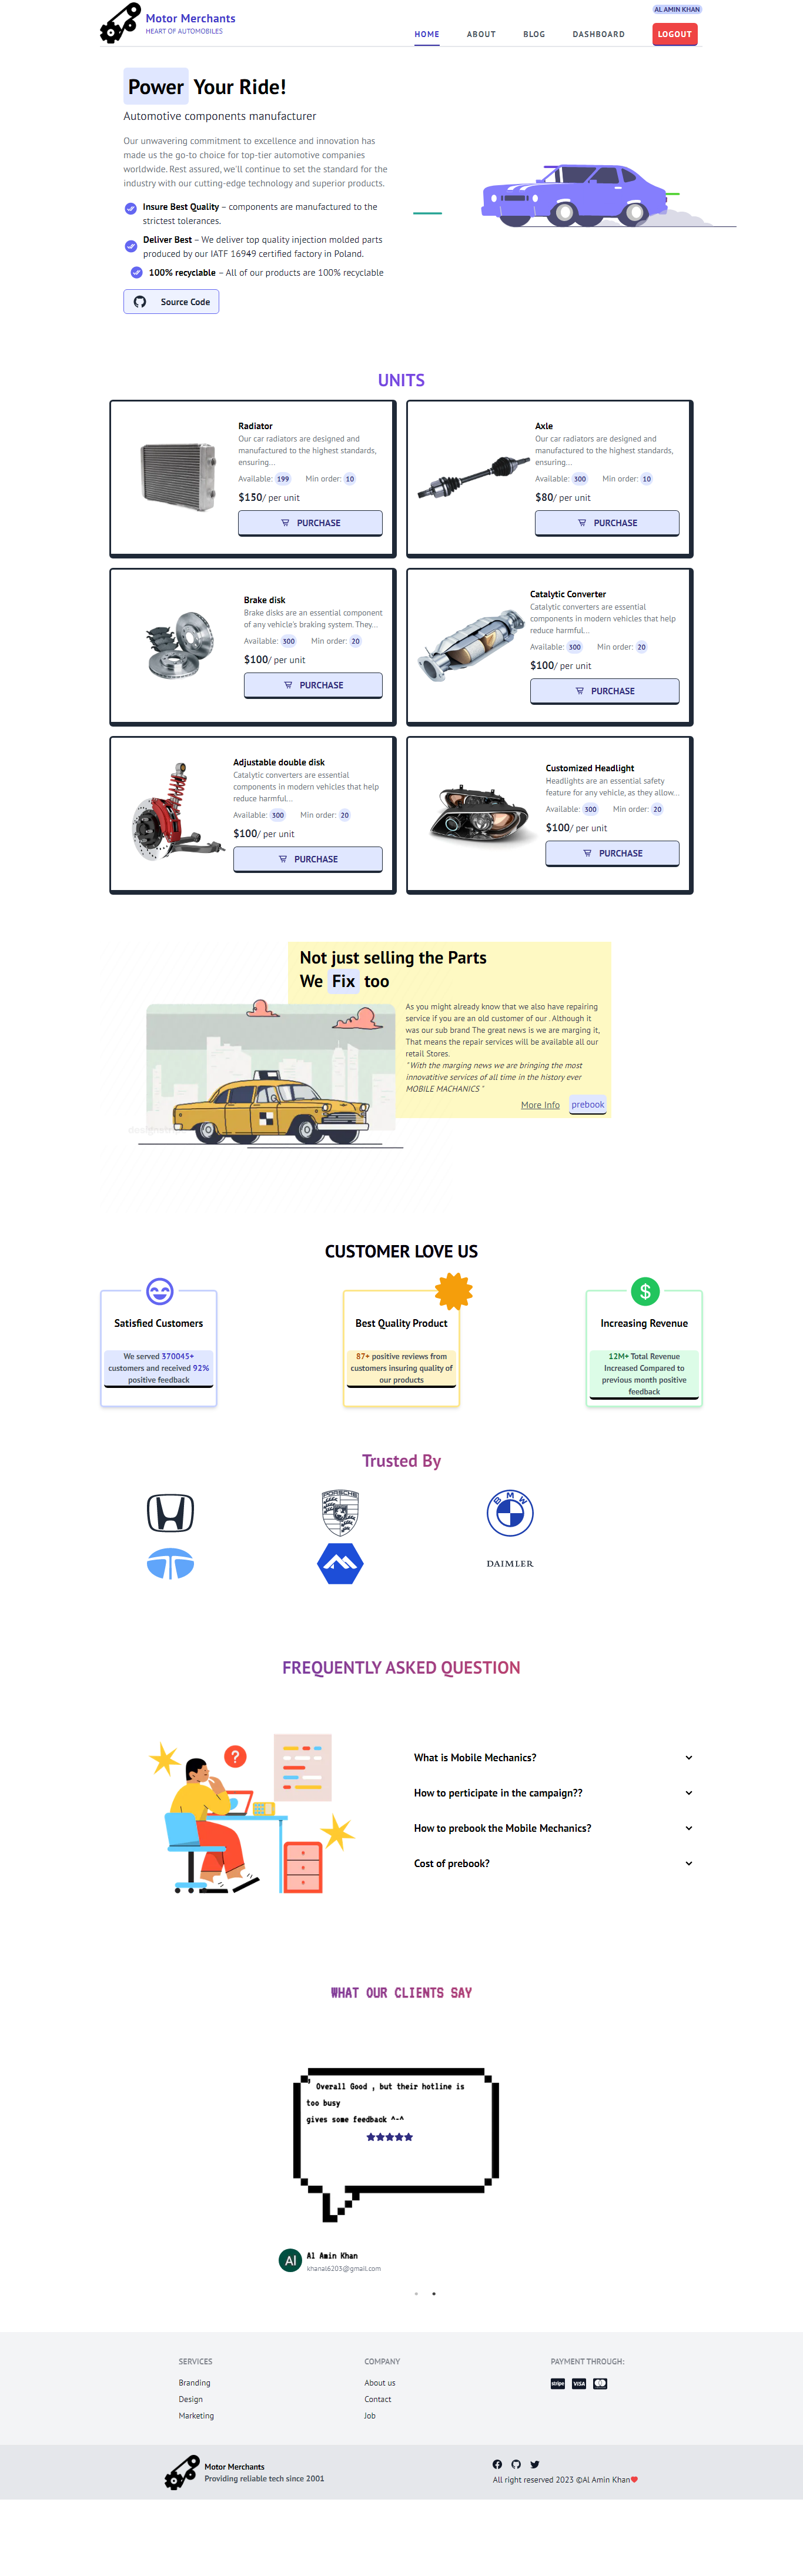 AL AMIN KHAN
Motor Merchants
HEART OF AUTOMOBILES
HOME
ABOUT
BLOG
DASHBOARD
LOGOUT
Power Your Ride!
Automotive components manufacturer
Our unwavering commitment to excellence and innovation has
made us the go-to choice for top-tier automotive companies
worldwide. Rest assured, we'll continue to set the standard for the
industry with our cutting-edge technology and superior products.
Insure Best Quality – components are manufactured to the
strictest tolerances.
Deliver Best – We deliver top quality injection molded parts
produced by our IATF 16949 certified factory in Poland.
100% recyclable – All of our products are 100% recyclable
Source Code
UNITS
Radiator
Our car radiators are designed and
manufactured to the highest standards,
ensuring...
Available: 199 Min order: 10
$150/ per unit
PURCHASE
Axle
Our car radiators are designed and
manufactured to the highest standards,
ensuring...
Available: 300 Min order: 10
$80/ per unit
PURCHASE
Brake disk
Brake disks are an essential component
of any vehicle's braking system. They...
Available: 300 Min order: 20
$100/ per unit
PURCHASE
Catalytic Converter
Catalytic converters are essential
components in modern vehicles that help
reduce harmful...
Available: 300 Min order: 20
$100/ per unit
PURCHASE
Adjustable double disk
Catalytic converters are essential
components in modern vehicles that help
reduce harmful...
Available: 300 Min order: 20
$100/ per unit
PURCHASE
Customized Headlight
Headlights are an essential safety
feature for any vehicle, as they allow...
Available: 300 Min order: 20
$100/ per unit
PURCHASE
Not just selling the Parts
We Fix too
As you might already know that we also have repairing
service if you are an old customer of our . Although it
was our sub brand The great news is we are marging it,
That means the repair services will be available all our
retail Stores.
"With the marging news we are bringing the most
innovatitive services of all time in the history ever
MOBILE MACHANICS "
More Info
prebook
CUSTOMER LOVE US
Satisfied Customers
We served 370045+
customers and received 92%
positive feedback
Best Quality Product
87+ positive reviews from
customers insuring quality of
our products
Increasing Revenue
12M+ Total Revenue
Increased Compared to
previous month positive
feedback
Trusted By
PORSCHE
BMW
DAIMLER
FREQUENTLY ASKED QUESTION
What is Mobile Mechanics?
How to perticipate in the campaign??
How to prebook the Mobile Mechanics?
Cost of prebook?
WHAT OUR CLIENTS SAY
' Overall Good , but their hotline is
too busy
gives some feedback ^-^
Al
Al Amin Khan
khanal6203@gmail.com
SERVICES
Branding
Design
Marketing
COMPANY
About us
Contact
Job
PAYMENT THROUGH:
stripe
VISA
Motor Merchants
Providing reliable tech since 2001
All right reserved 2023 ©Al Amin Khan